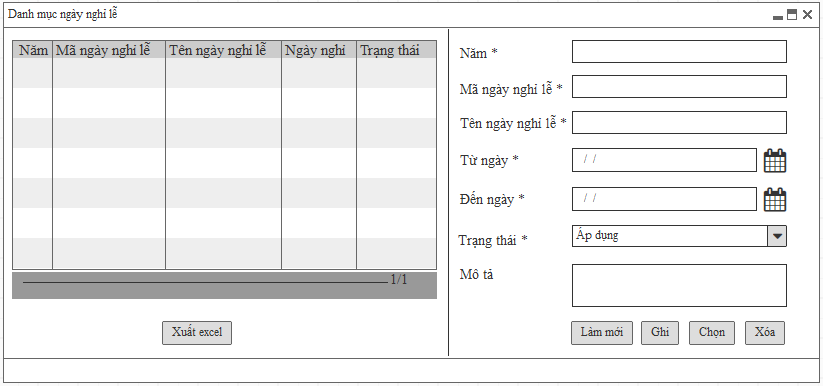 Danh mục ngày nghỉ lễ
Năm Mã ngày nghỉ lễ Tên ngày nghỉ lễ Ngày nghỉ Trạng thái
1/1
Xuất excel
Năm *
Mã ngày nghỉ lễ *
Tên ngày nghỉ lễ *
Từ ngày * / /
Đến ngày * / /
Trạng thái * Áp dụng
Mô tả
Làm mới Ghi Chọn Xóa